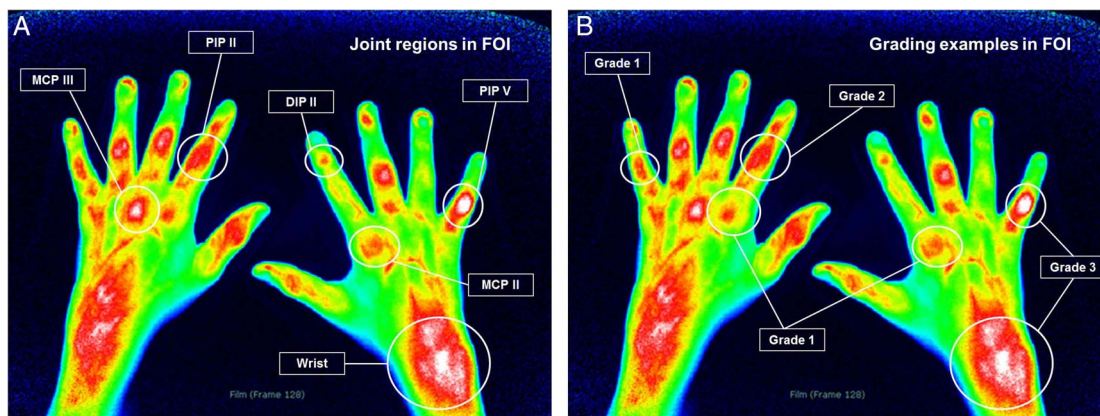 A
Joint regions in FOI
PIP II
MCP III
DIP II
PIP V
MCP II
Wrist
Film (Frame 128)
B
Grading examples in FOI
Grade 1
Grade 2
Grade 3
Grade 1
Film (Frame 128)